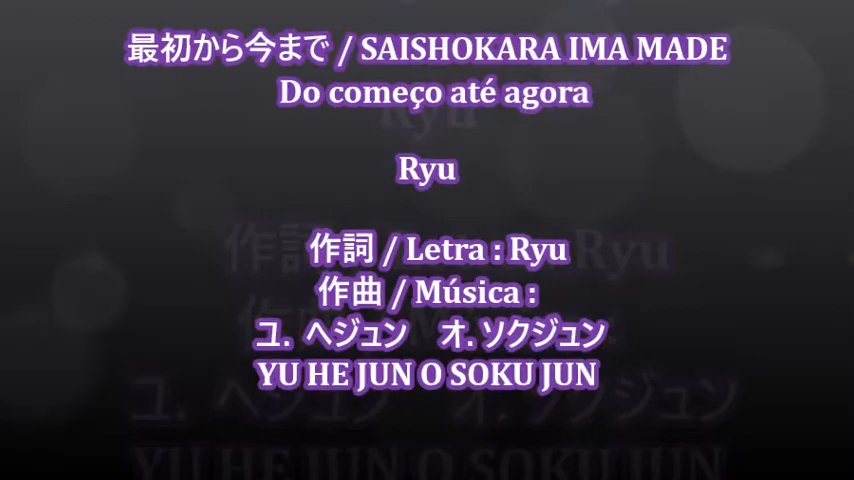 最初から今まで / SAISHOKARA IMA MADE
Do começo até agora
Ryu
作詞 / Letra : Ryu
作曲 / Música :
ユ. ヘジュン オ. ソクジュン
YU HE JUN O SOKU JUN